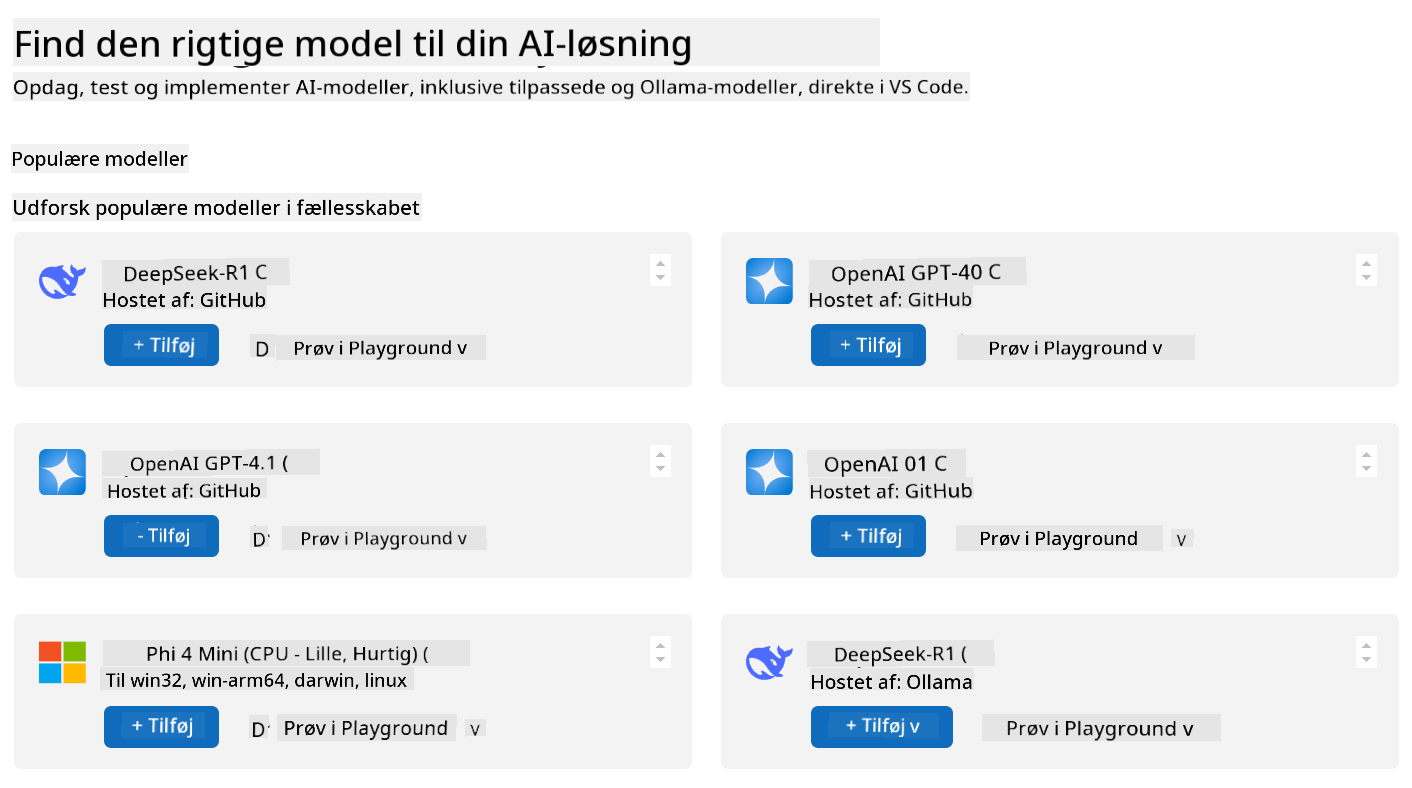 Find den rigtige model til din AI-løsning
Opdag, test og implementer AI-modeller, inklusive tilpassede og Ollama-modeller, direkte i VS Code.
Populære modeller
Udforsk populære modeller i fællesskabet
DeepSeek-R1 C
Hostet af: GitHub
+ Tilføj
D Prøv i Playground v
OpenAI GPT-40 C
Hostet af: GitHub
+ Tilføj
Prøv i Playground v
OpenAI GPT-4.1 (
Hostet af: GitHub
- Tilføj
D Prøv i Playground v
OpenAI 01 C
Hostet af: GitHub
+ Tilføj
Prøv i Playground v
Phi 4 Mini (CPU - Lille, Hurtig) (
Til win32, win-arm64, darwin, linux
+ Tilføj
D Prøv i Playground v
DeepSeek-R1 (
Hostet af: Ollama
+ Tilføj v
Prøv i Playground v